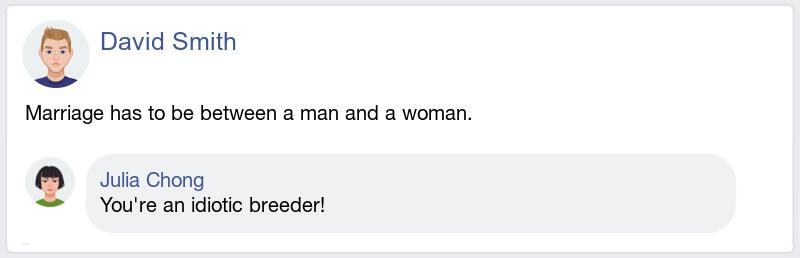 David Smith
Marriage has to be between a man and a woman.
Julia Chong
You're an idiotic breeder!